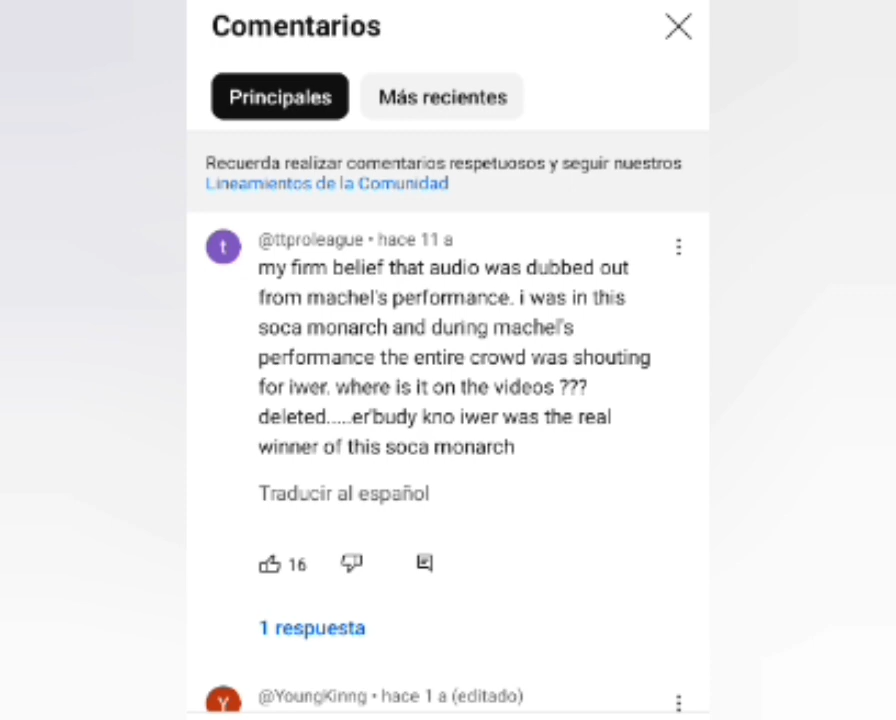 Comentarios
Principales
Más recientes
Recuerda realizar comentarios respetuosos y seguir nuestros
Lineamientos de la Comunidad
t
@ttproleague • hace 11 a
my firm belief that audio was dubbed out
from machel's performance. i was in this
soca monarch and during machel's
performance the entire crowd was shouting
for iwer. where is it on the videos ???
deleted.....er'budy kno iwer was the real
winner of this soca monarch
Traducir al español
16
1 respuesta
Y
@YoungKinng • hace 1 a (editado)